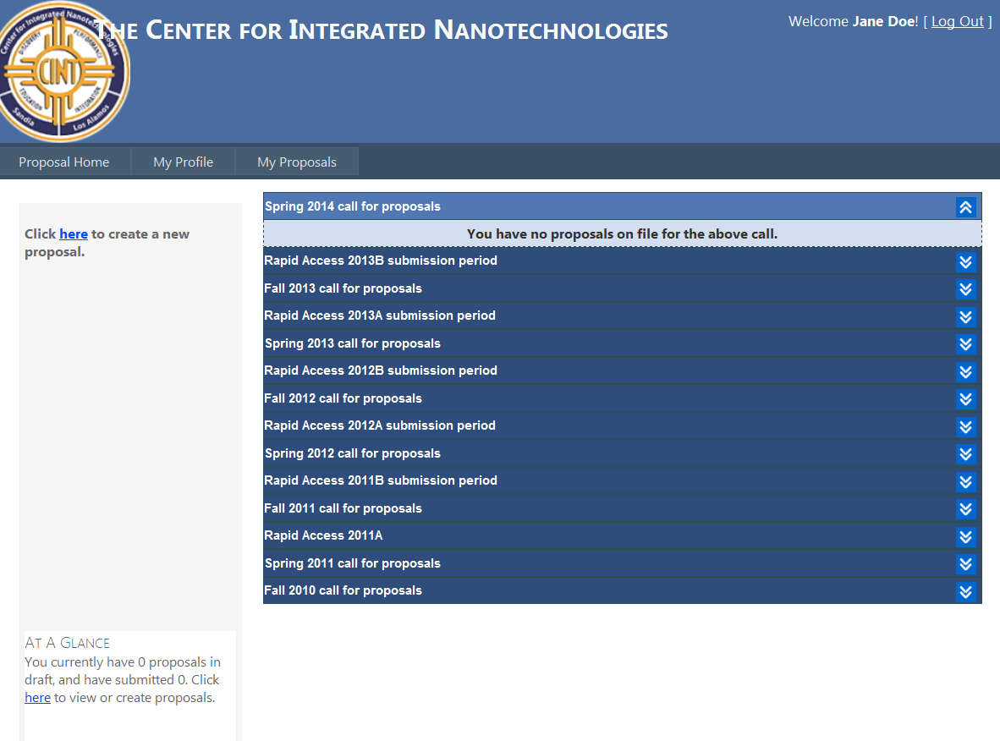 Center for Integrated Nanotechnologies
DISCOVERY
PERFORMANCE
CINT
EDUCATION
INTEGRATION
Sandia
Los Alamos
The Center for Integrated Nanotechnologies
Welcome Jane Doe! [ Log Out ]
Proposal Home
My Profile
My Proposals
Click here to create a new
proposal.
Spring 2014 call for proposals
You have no proposals on file for the above call.
Rapid Access 2013B submission period
Fall 2013 call for proposals
Rapid Access 2013A submission period
Spring 2013 call for proposals
Rapid Access 2012B submission period
Fall 2012 call for proposals
Rapid Access 2012A submission period
Spring 2012 call for proposals
Rapid Access 2011B submission period
Fall 2011 call for proposals
Rapid Access 2011A
Spring 2011 call for proposals
Fall 2010 call for proposals
At A Glance
You currently have 0 proposals in
draft, and have submitted 0. Click
here to view or create proposals.